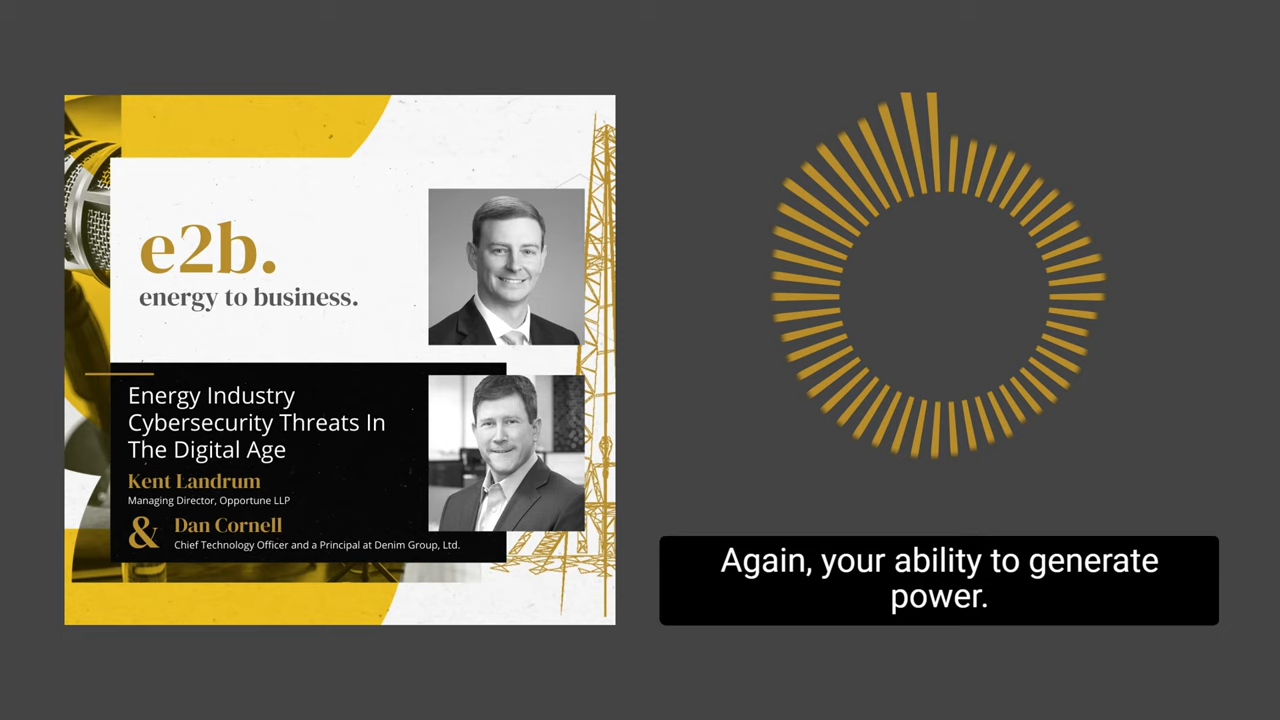 e2b.
energy to business.
Energy Industry
Cybersecurity Threats In
The Digital Age
Kent Landrum
Managing Director, Opportune LLP
& Dan Cornell
Chief Technology Officer and a Principal at Denim Group, Ltd.
Again, your ability to generate
power.